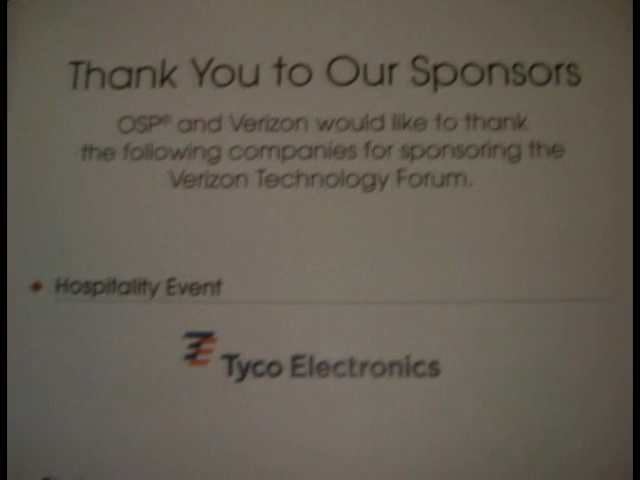 Thank You to Our Sponsors
OSP® and Verizon would like to thank
the following companies for sponsoring the
Verizon Technology Forum.
Hospitality Event
Tyco Electronics